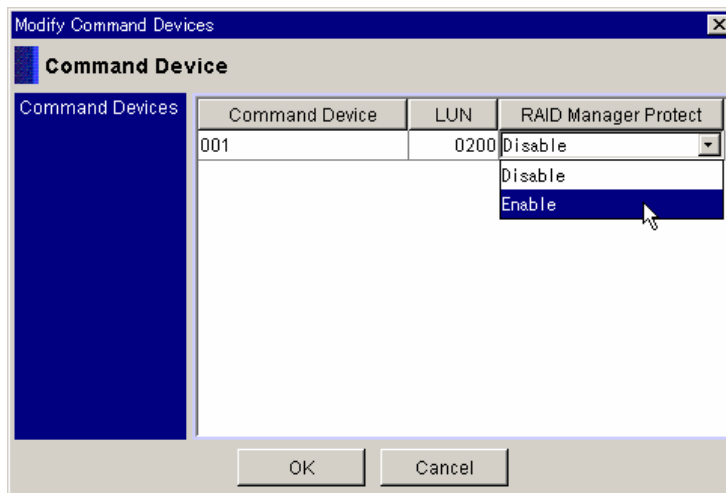 Modify Command Devices
Command Device
Command Devices
Command Device LUN RAID Manager Protect
001 0200 Disable
Disable
Enable
OK Cancel